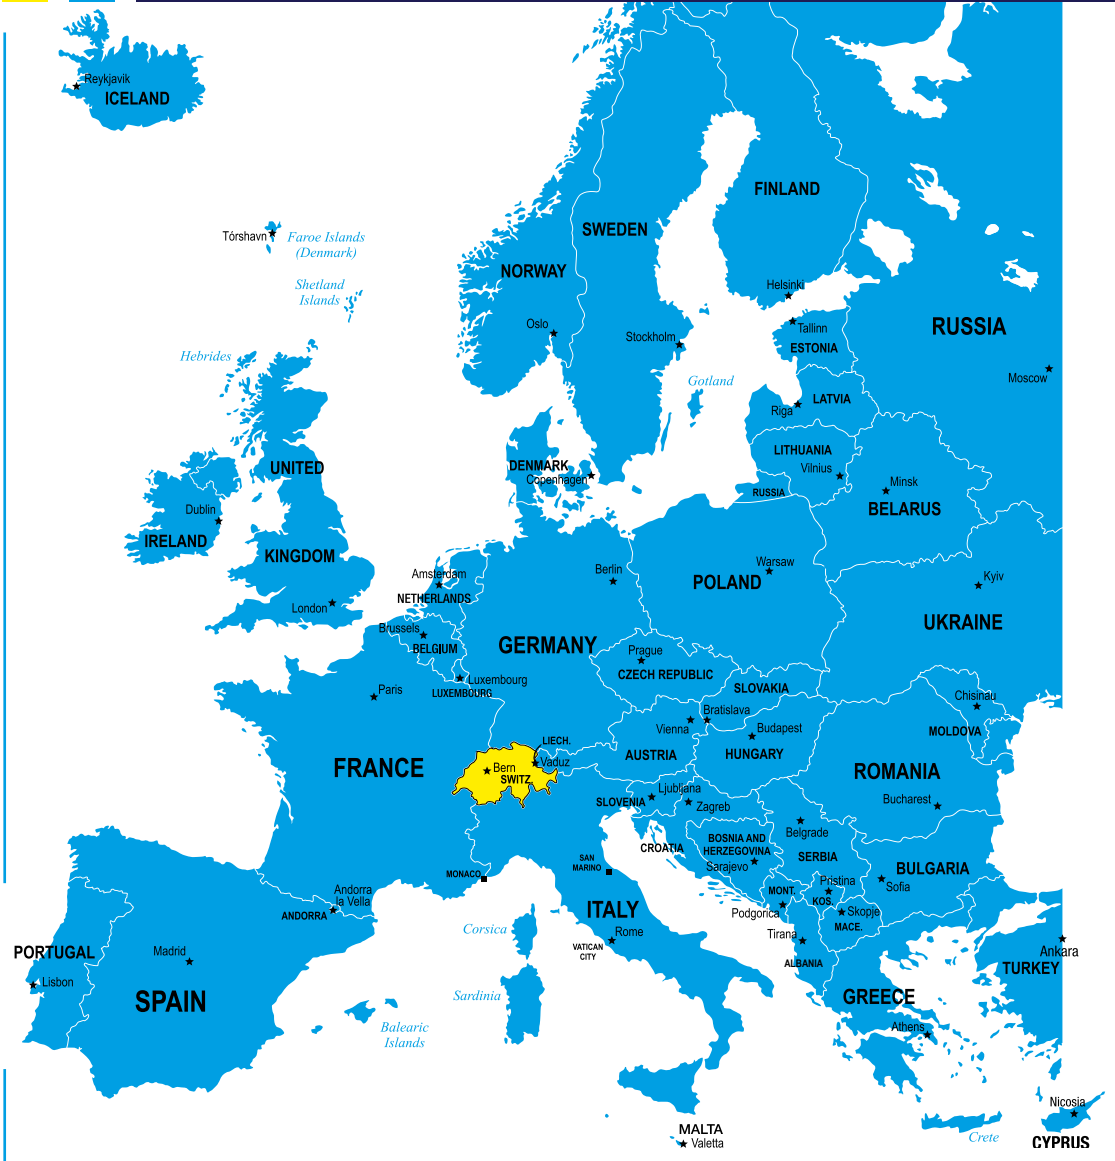 Reykjavik
ICELAND
FINLAND
SWEDEN
Tórshavn
Faroe Islands
(Denmark)
NORWAY
Shetland
Islands
Helsinki
Oslo
Tallinn
RUSSIA
Stockholm
ESTONIA
Hebrides
Moscow
Gotland
LATVIA
Riga
LITHUANIA
UNITED
DENMARK
Vilnius
Copenhagen
Minsk
RUSSIA
Dublin
BELARUS
IRELAND
KINGDOM
Warsaw
Berlin
Amsterdam
Kyiv
POLAND
NETHERLANDS
London
UKRAINE
Brussels
GERMANY
BELGIUM
Prague
CZECH REPUBLIC
Luxembourg
SLOVAKIA
LUXEMBOURG
Paris
Chisinau
Bratislava
Vienna
Budapest
MOLDOVA
LIECH.
HUNGARY
AUSTRIA
Vaduz
FRANCE
Bern
SWITZ.
ROMANIA
Ljubljana
SLOVENIA
Zagreb
Bucharest
Belgrade
BOSNIA AND
HERZEGOVINA
CROATIA
SAN
MARINO
SERBIA
Sarajevo
BULGARIA
MONACO
Pristina
Sofia
Andorra
la Vella
MONT.
KOS.
ANDORRA
ITALY
Podgorica
Skopje
MACE.
Corsica
Rome
Tirana
VATICAN
CITY
PORTUGAL
Madrid
Ankara
ALBANIA
TURKEY
Lisbon
Sardinia
SPAIN
GREECE
Balearic
Islands
Athens
Nicosia
MALTA
Valetta
Crete
CYPRUS